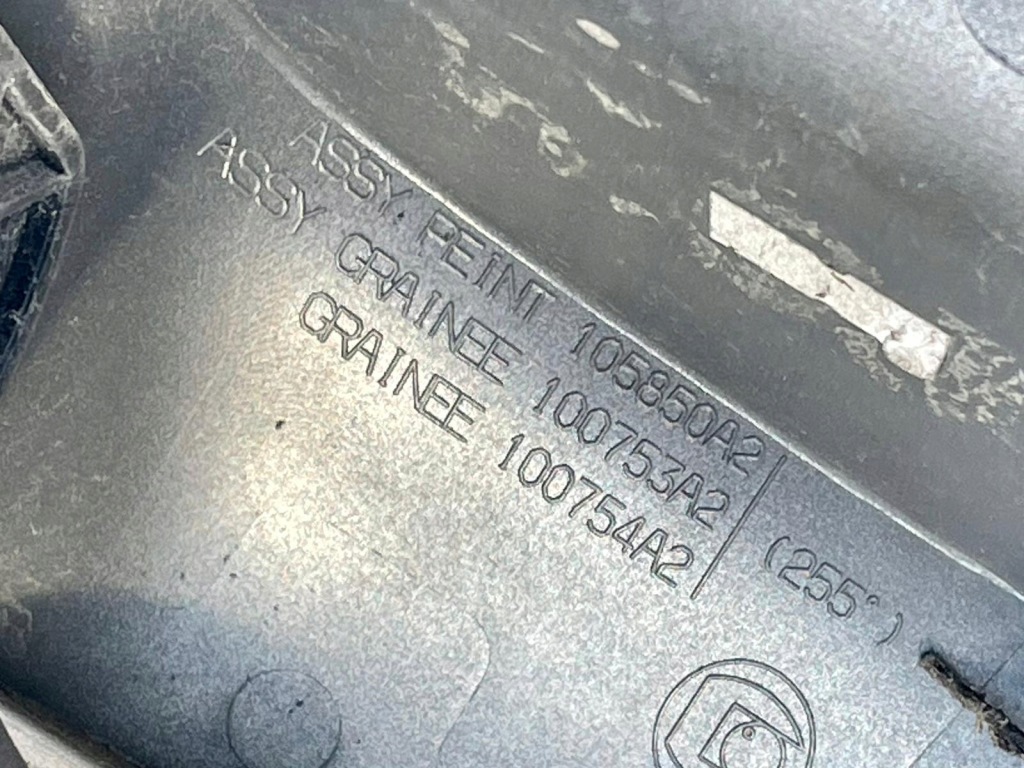 ASSY PEINT 105850A2
ASSY GRAINEE 100753A2
GRAINEE 100754A2
(255°)